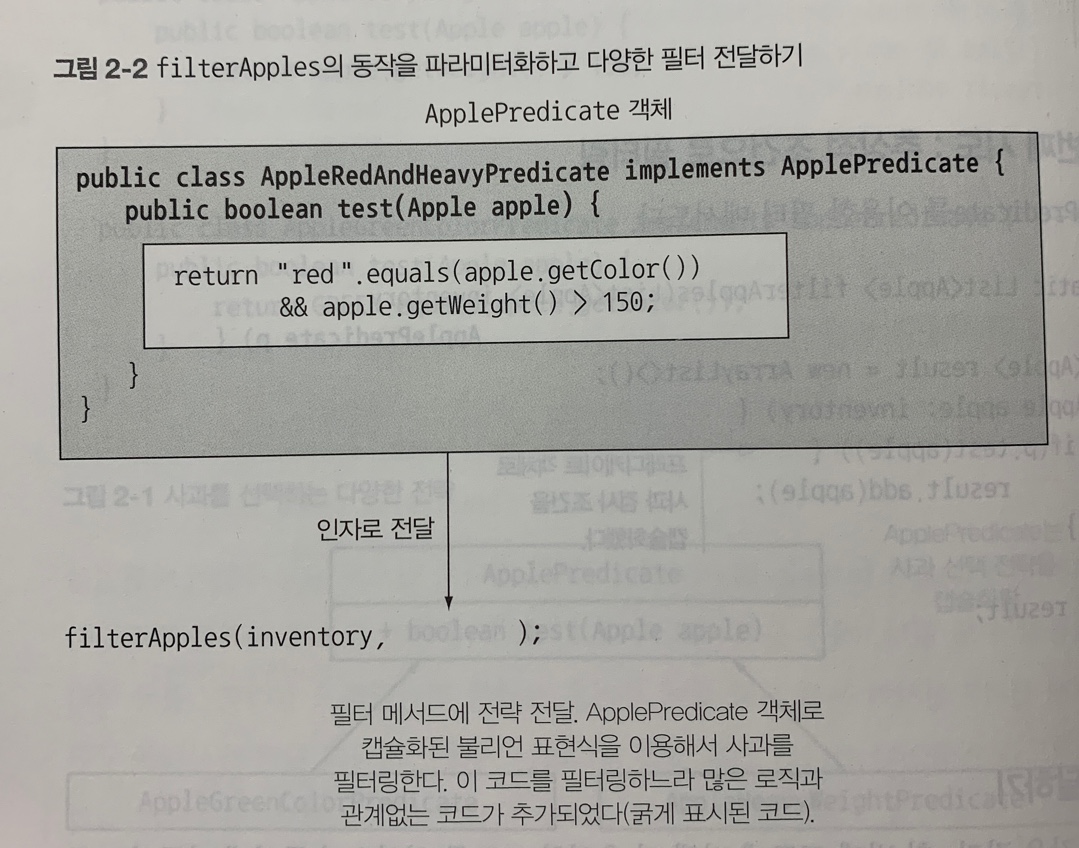 그림 2-2 filterApples의 동작을 파라미터화하고 다양한 필터 전달하기
ApplePredicate 객체
public class AppleRedAndHeavyPredicate implements ApplePredicate {
public boolean test(Apple apple) {
return "red".equals(apple.getColor())
&& apple.getWeight() > 150;
}
}
인자로 전달
filterApples(inventory, );
필터 메서드에 전략 전달. ApplePredicate 객체로
캡슐화된 불리언 표현식을 이용해서 사과를
필터링한다. 이 코드를 필터링하느라 많은 로직과
관계없는 코드가 추가되었다(굵게 표시된 코드).